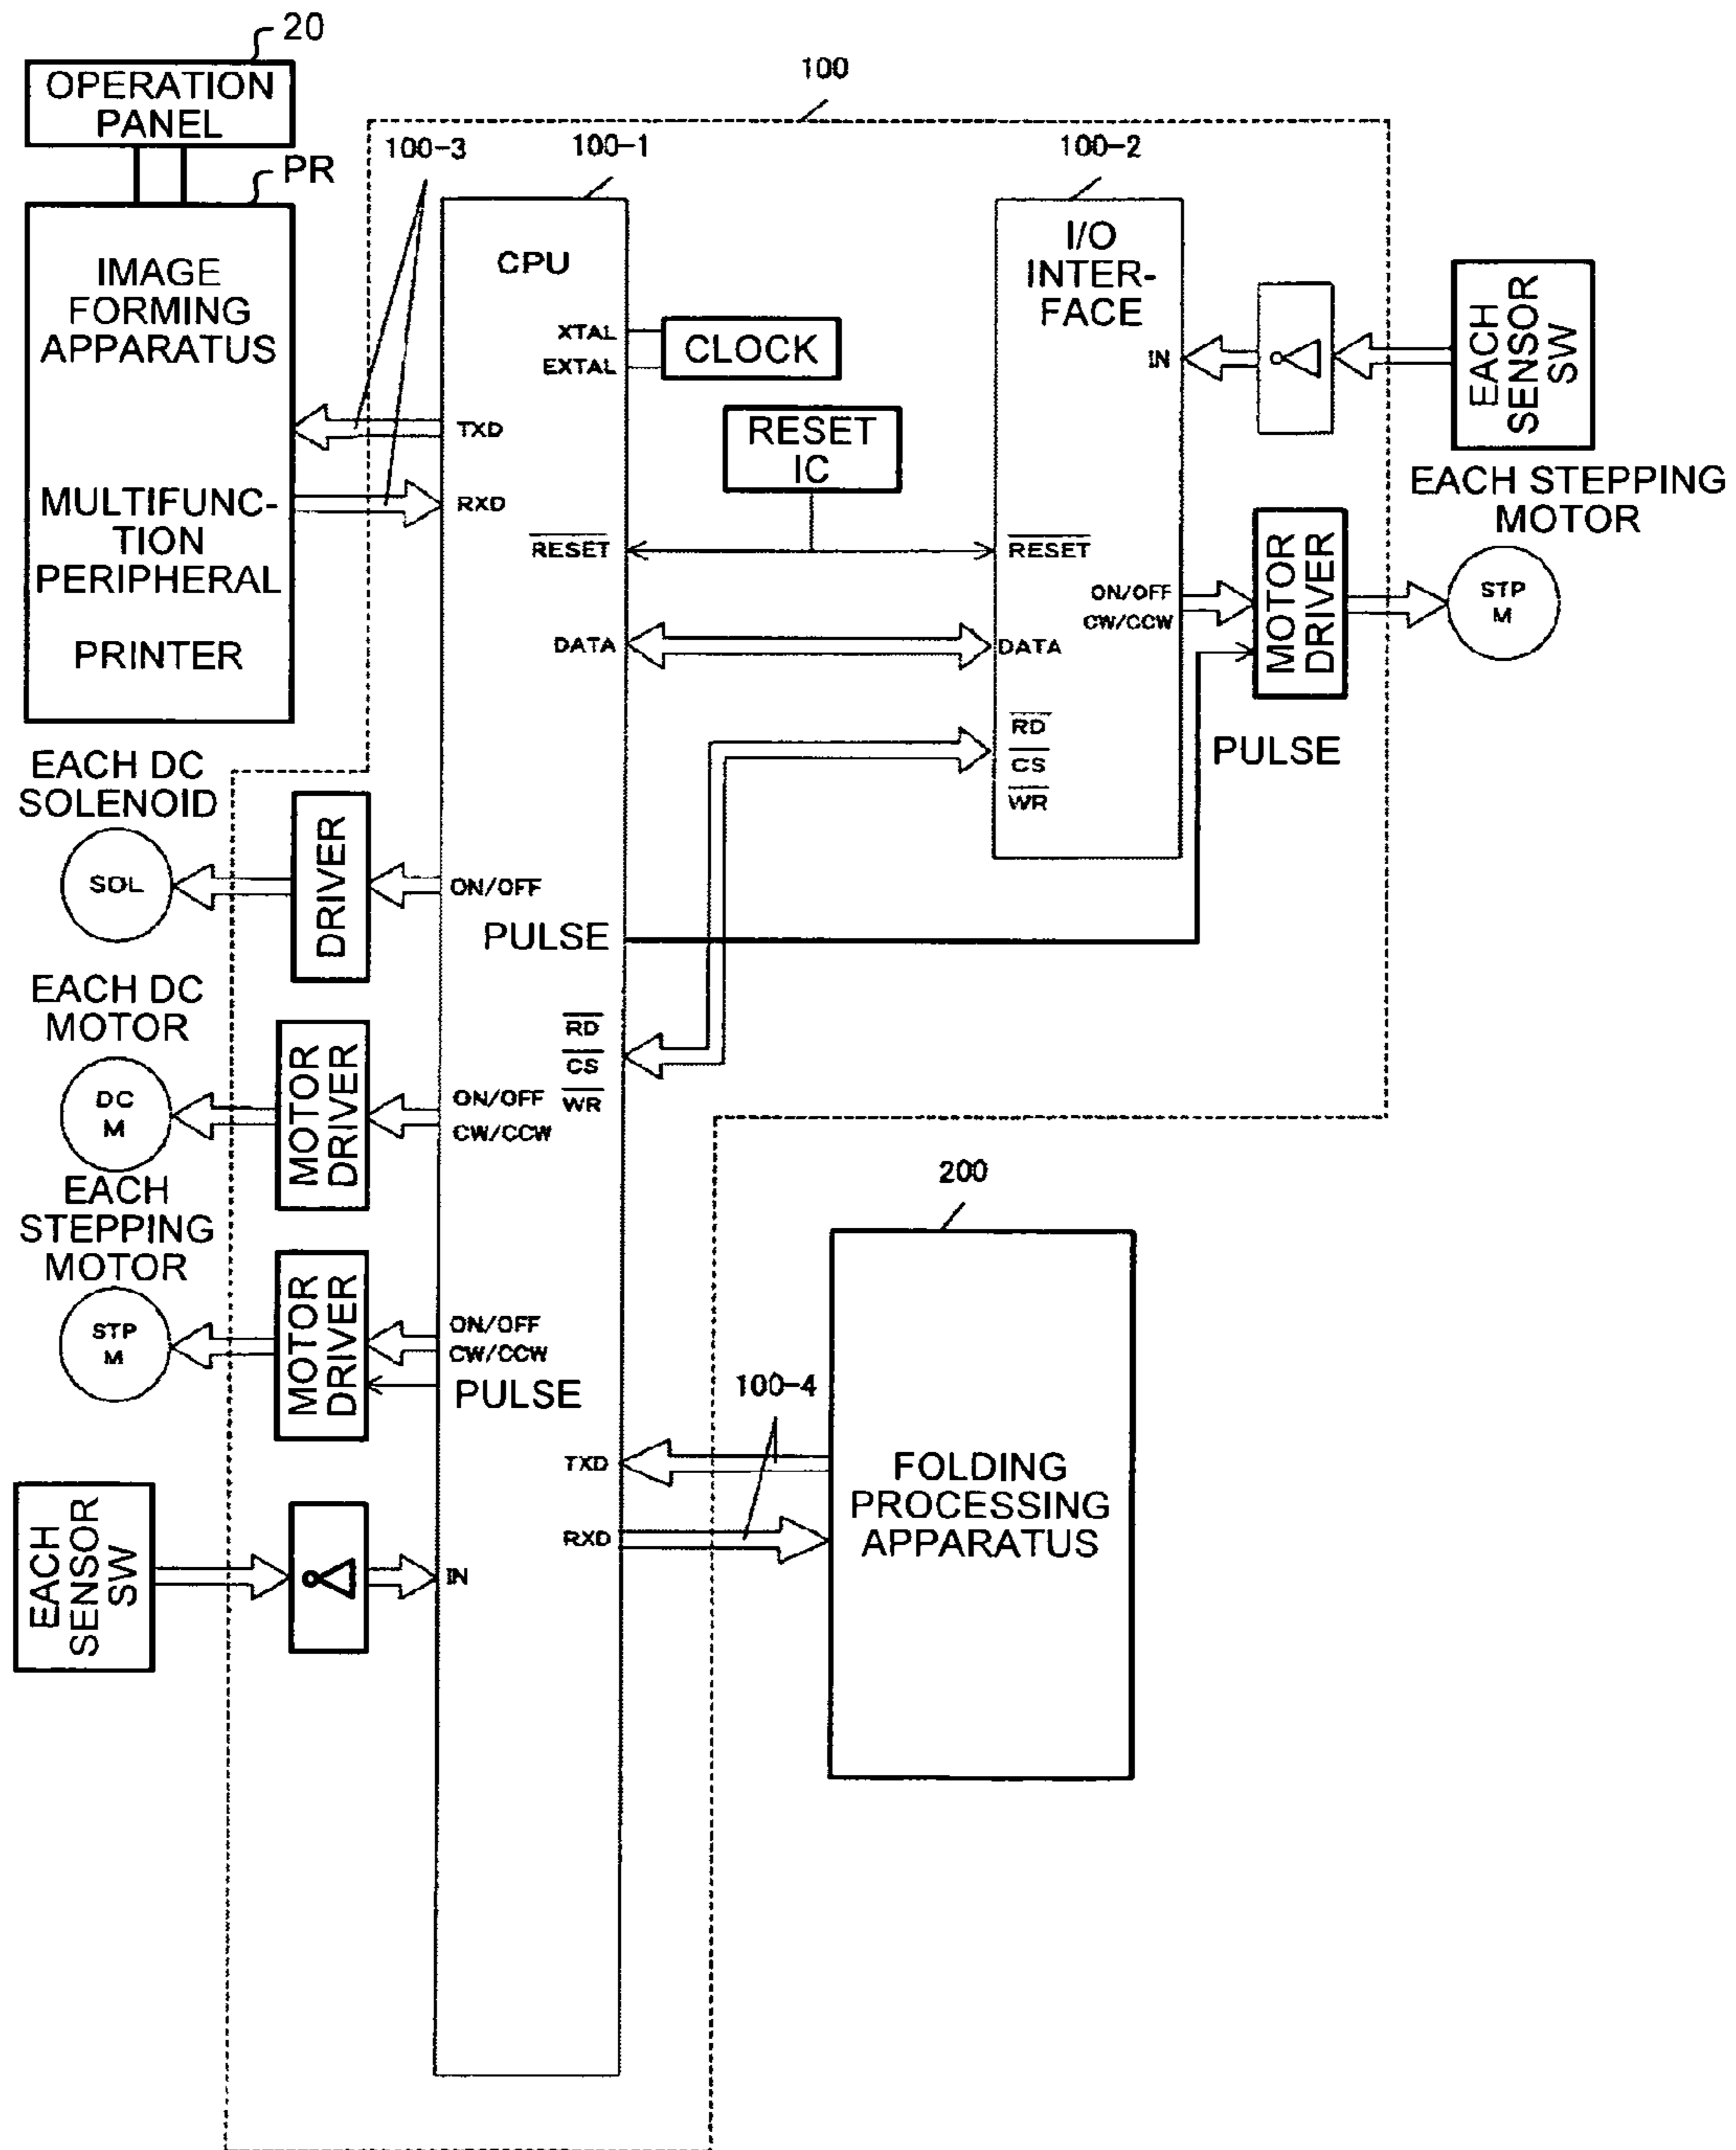 20
OPERATION
PANEL
PR
IMAGE
FORMING
APPARATUS
MULTIFUNC-
TION
PERIPHERAL
PRINTER
100
100-3
100-1
100-2
CPU
XTAL
EXTAL
CLOCK
TXD
RXD
RESET
IC
RESET
DATA
I/O
INTER-
FACE
IN
RESET
ON/OFF
CW/CCW
DATA
RD
CS
WR
EACH
SENSOR
SW
EACH STEPPING
MOTOR
MOTOR
DRIVER
STP
M
PULSE
EACH DC
SOLENOID
SOL
DRIVER
ON/OFF
PULSE
EACH DC
MOTOR
DC
M
MOTOR
DRIVER
ON/OFF
CW/CCW
RD
CS
WR
EACH
STEPPING
MOTOR
STP
M
MOTOR
DRIVER
ON/OFF
CW/CCW
PULSE
EACH
SENSOR
SW
IN
TXD
RXD
100-4
200
FOLDING
PROCESSING
APPARATUS